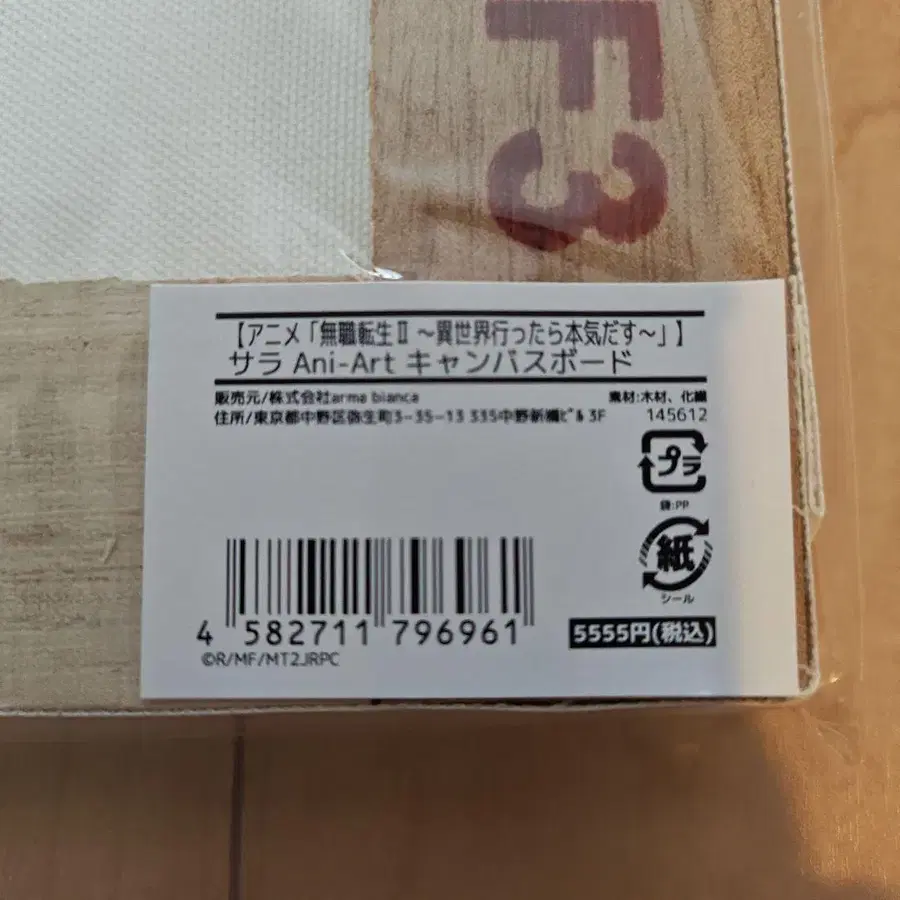 F3
【アニメ「無職転生Ⅱ ～異世界行ったら本気だす～」】
サラ Ani-Art キャンバスボード
販売元/株式会社arma bianca
素材:木材、化繊
住所/東京都中野区弥生町3-35-13 335中野新橋ﾋﾞﾙ 3F
145612
プラ
袋:PP
紙
シール
4 582711 796961
5555円(税込)
©R/MF/MT2JRPC